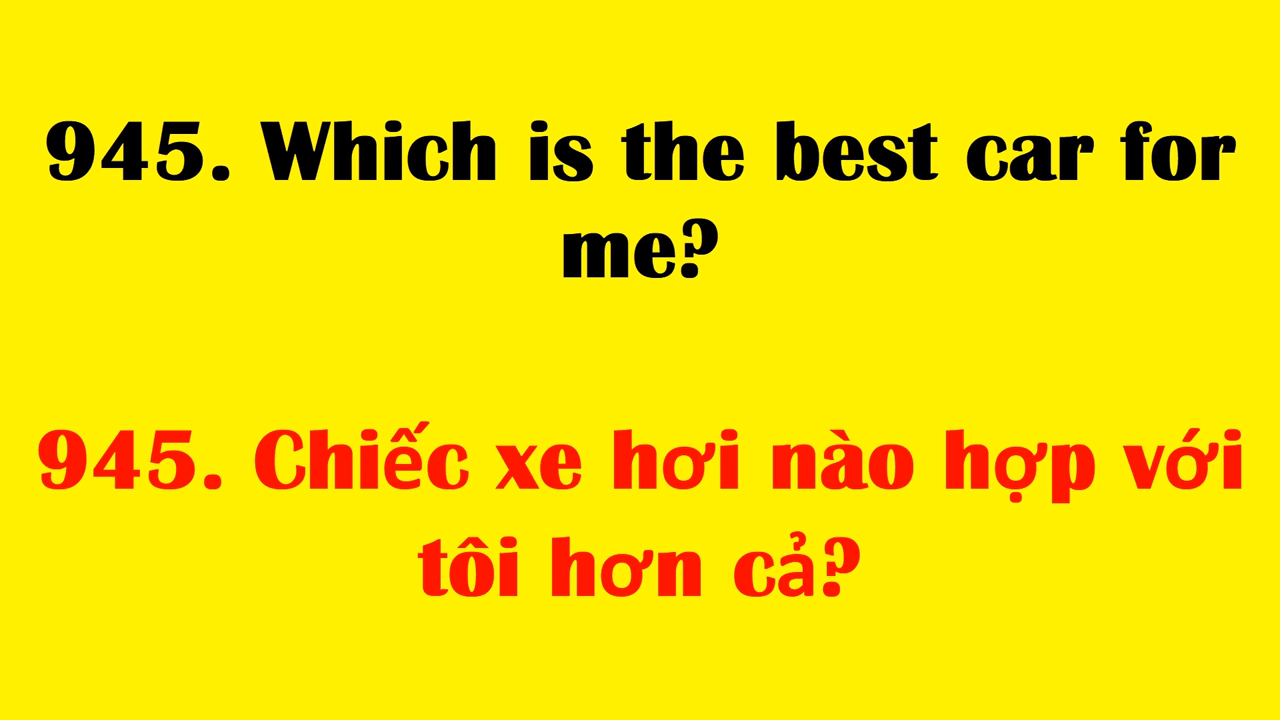 945. Which is the best car for
me?
945. Chiếc xe hơi nào hợp với
tôi hơn cả?